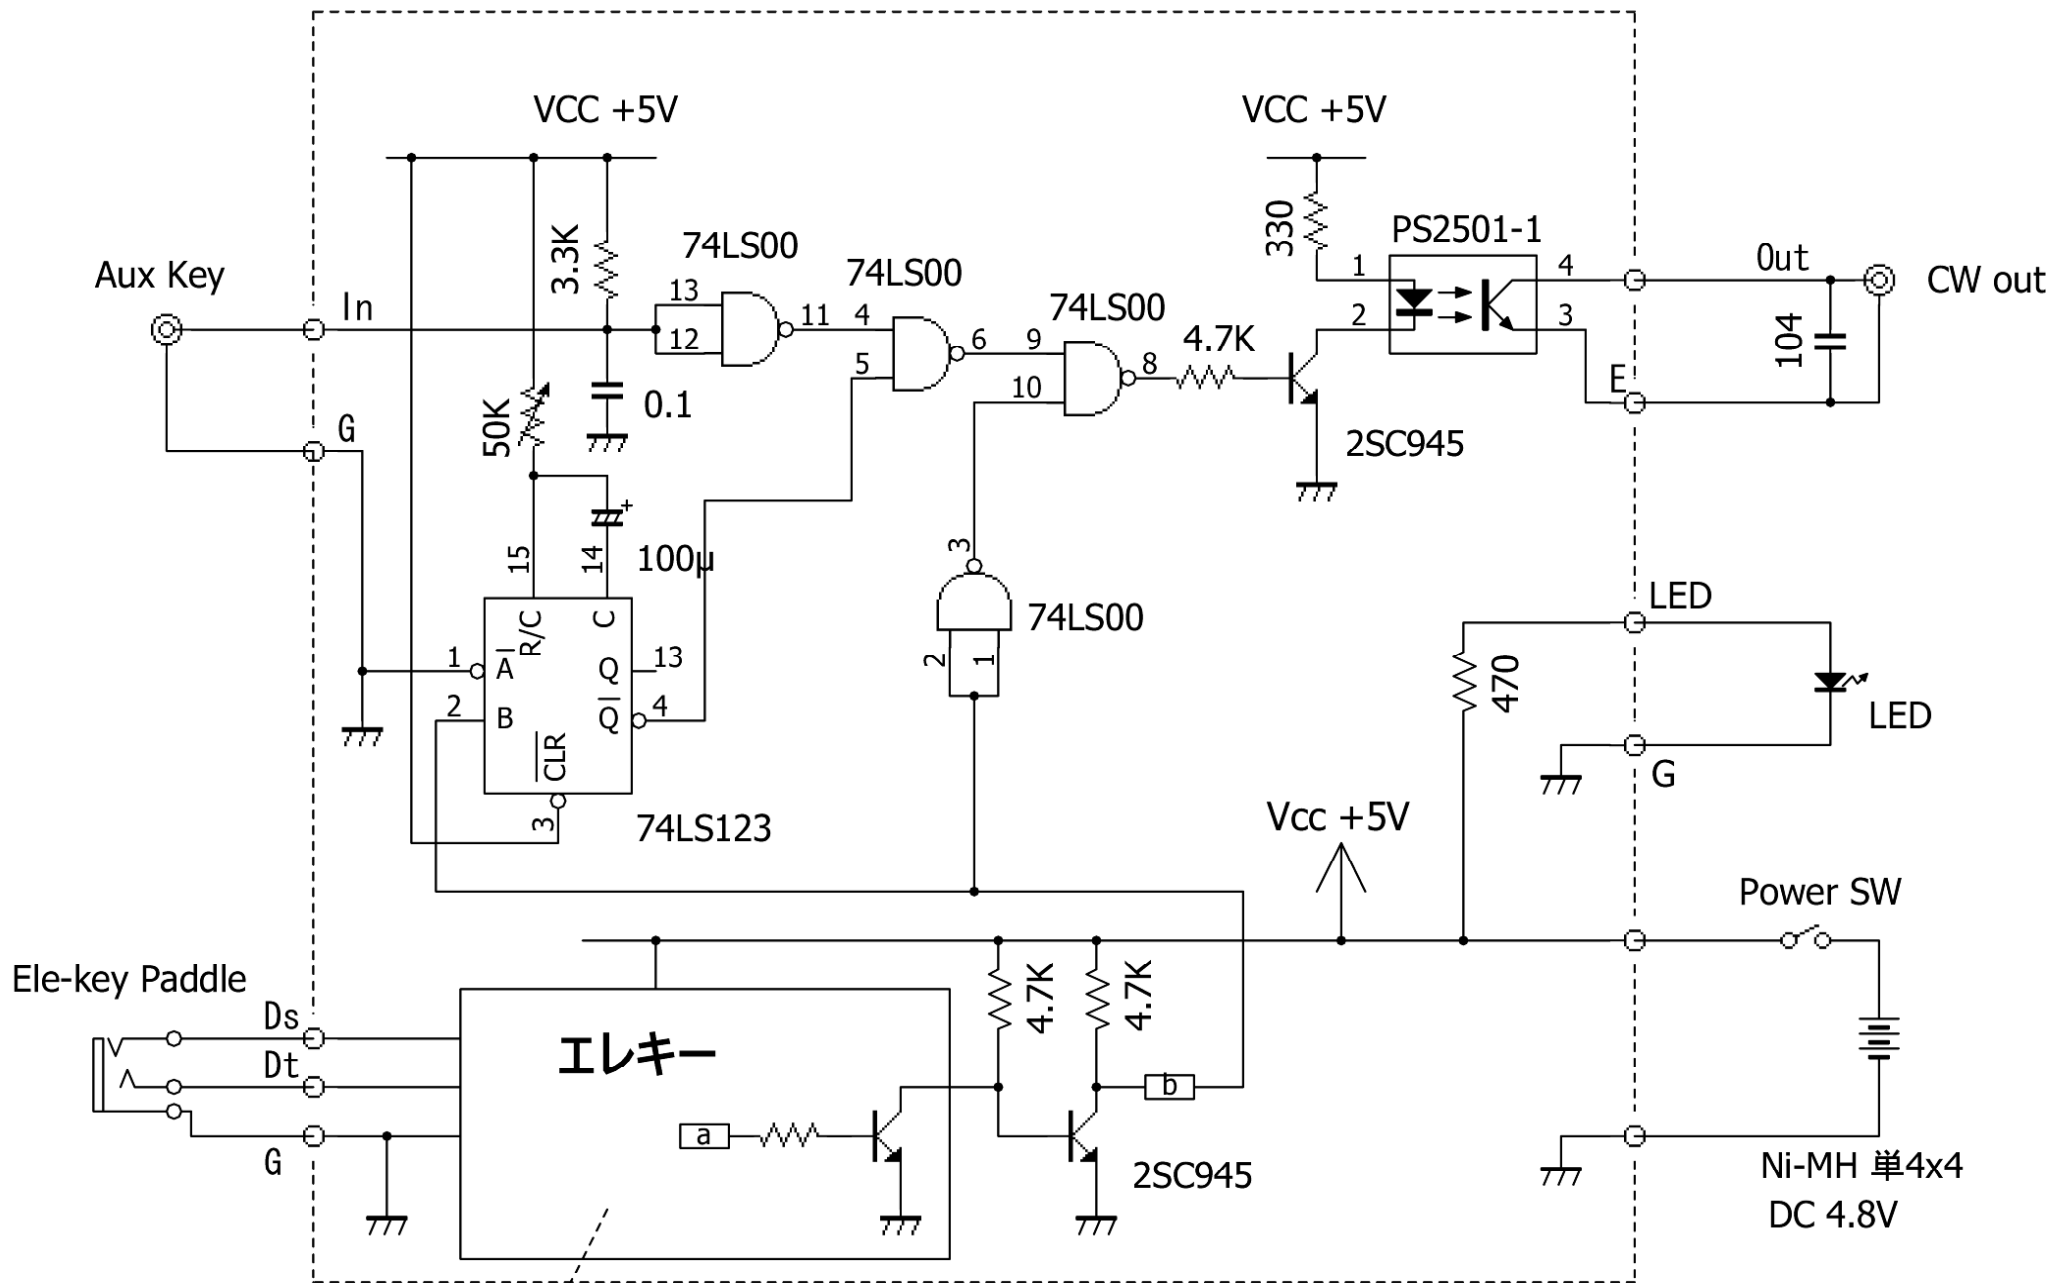 VCC +5V
VCC +5V
330
PS2501-1
3.3K
74LS00
74LS00
74LS00
Aux Key
In
13
12
11
4
5
6
9
10
8
4.7K
1
2
4
3
Out
CW out
104
E
G
50K
0.1
2SC945
15
14
100μ
3
74LS00
2
1
R/C
C
1
A
Q
13
2
B
Q
4
CLR
3
74LS123
LED
470
LED
G
Vcc +5V
Power SW
Ele-key Paddle
Ds
Dt
G
エレキー
4.7K
4.7K
a
b
2SC945
Ni-MH 単4x4
DC 4.8V